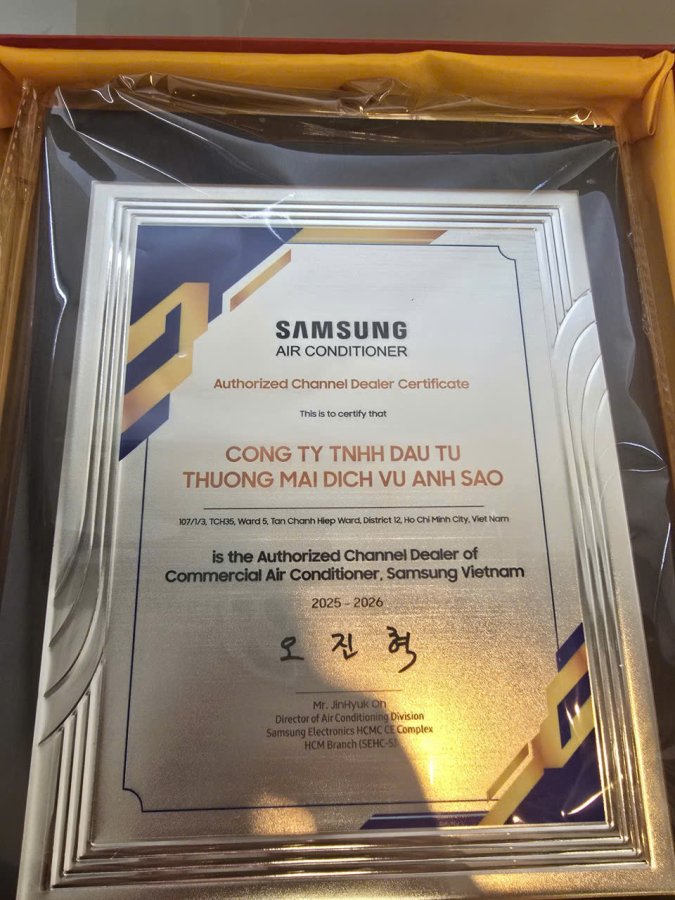 SAMSUNG
AIR CONDITIONER
Authorized Channel Dealer Certificate
This is to certify that
CONG TY TNHH DAU TU
THUONG MAI DICH VU ANH SAO
107/1/3, TCH35, Ward 5, Tan Chanh Hiep Ward, District 12, Ho Chi Minh City, Viet Nam
is the Authorized Channel Dealer of
Commercial Air Conditioner, Samsung Vietnam
2025 - 2026
오 진 혁
Mr. JinHyuk Oh
Director of Air Conditioning Division
Samsung Electronics HCMC CE Complex
HCM Branch (SEHC-S)